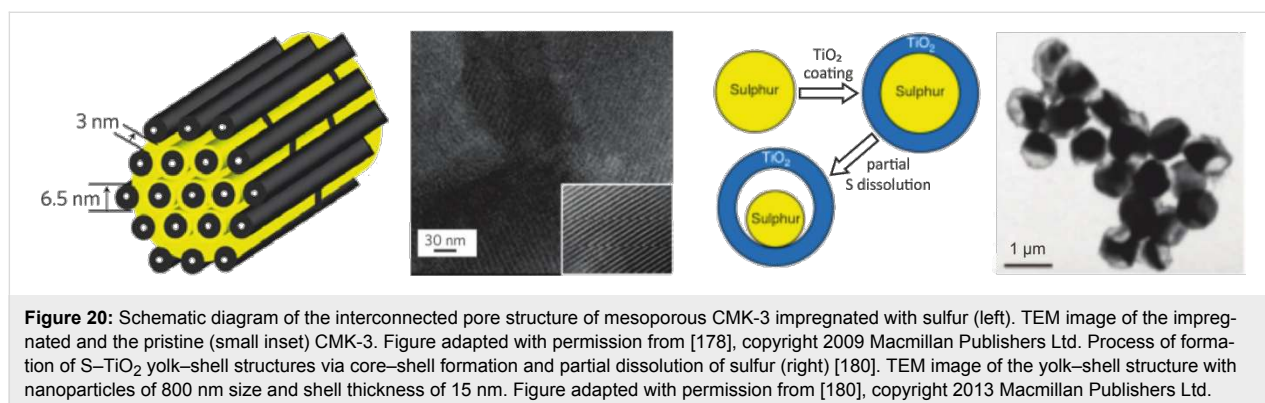 3 nm
6.5 nm
30 nm
Sulphur
TiO₂
coating
TiO₂
Sulphur
partial
S dissolution
TiO₂
Sulphur
1 µm
Figure 20: Schematic diagram of the interconnected pore structure of mesoporous CMK-3 impregnated with sulfur (left). TEM image of the impreg-
nated and the pristine (small inset) CMK-3. Figure adapted with permission from [178], copyright 2009 Macmillan Publishers Ltd. Process of forma-
tion of S–TiO₂ yolk–shell structures via core–shell formation and partial dissolution of sulfur (right) [180]. TEM image of the yolk–shell structure with
nanoparticles of 800 nm size and shell thickness of 15 nm. Figure adapted with permission from [180], copyright 2013 Macmillan Publishers Ltd.